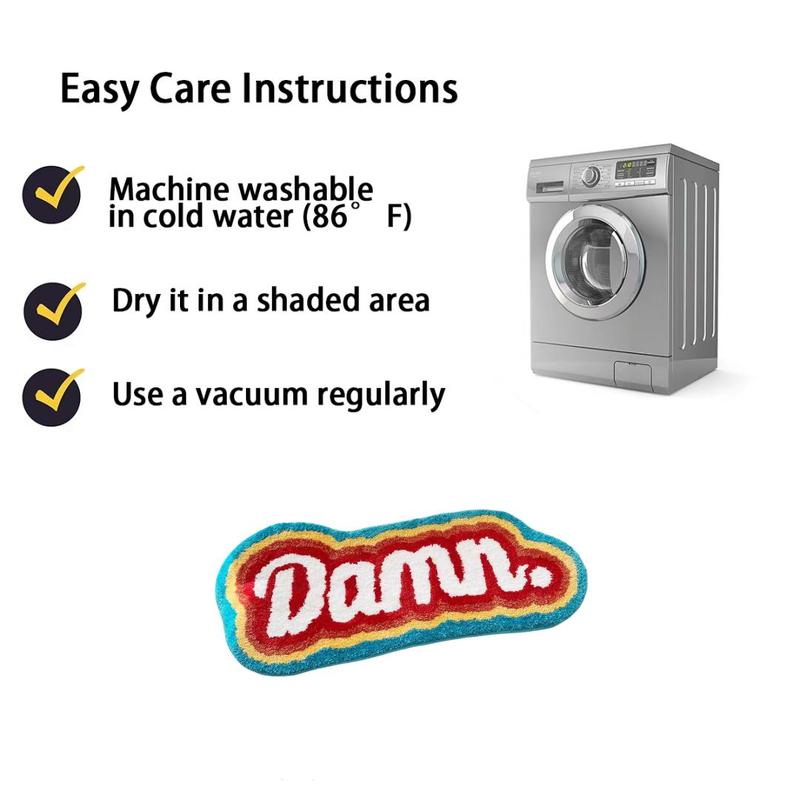 Easy Care Instructions
Machine washable
in cold water (86° F)
Dry it in a shaded area
Use a vacuum regularly
Damn.